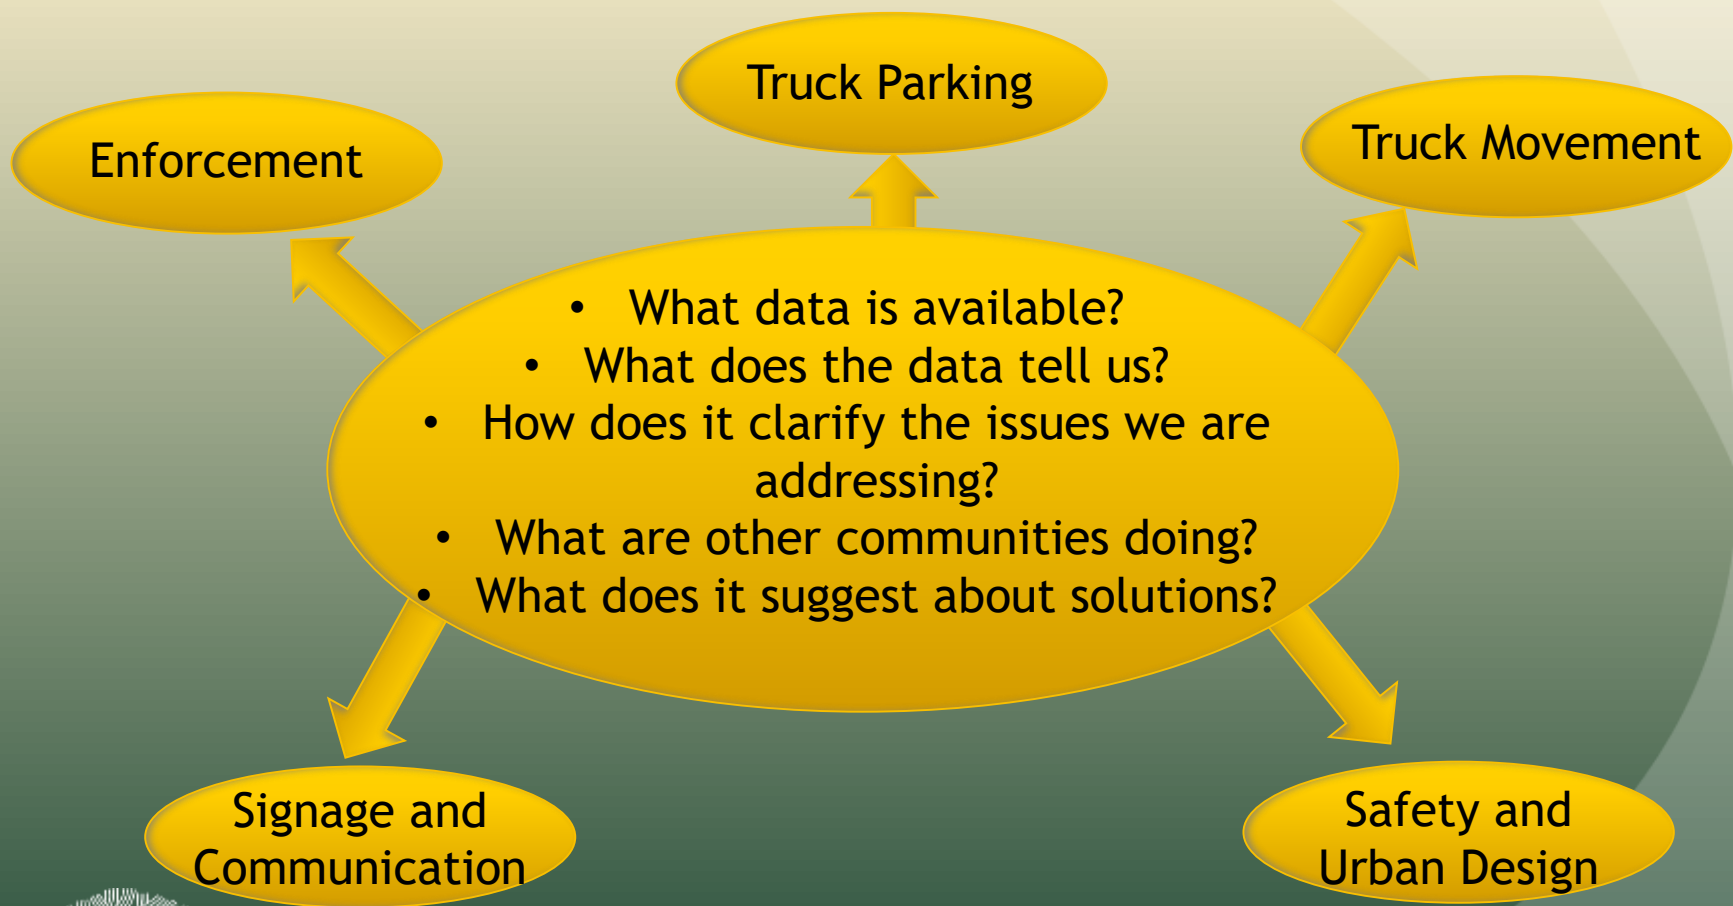 Truck Parking
Enforcement
Truck Movement
• What data is available?
• What does the data tell us?
• How does it clarify the issues we are
addressing?
• What are other communities doing?
• What does it suggest about solutions?
Signage and
Communication
Safety and
Urban Design